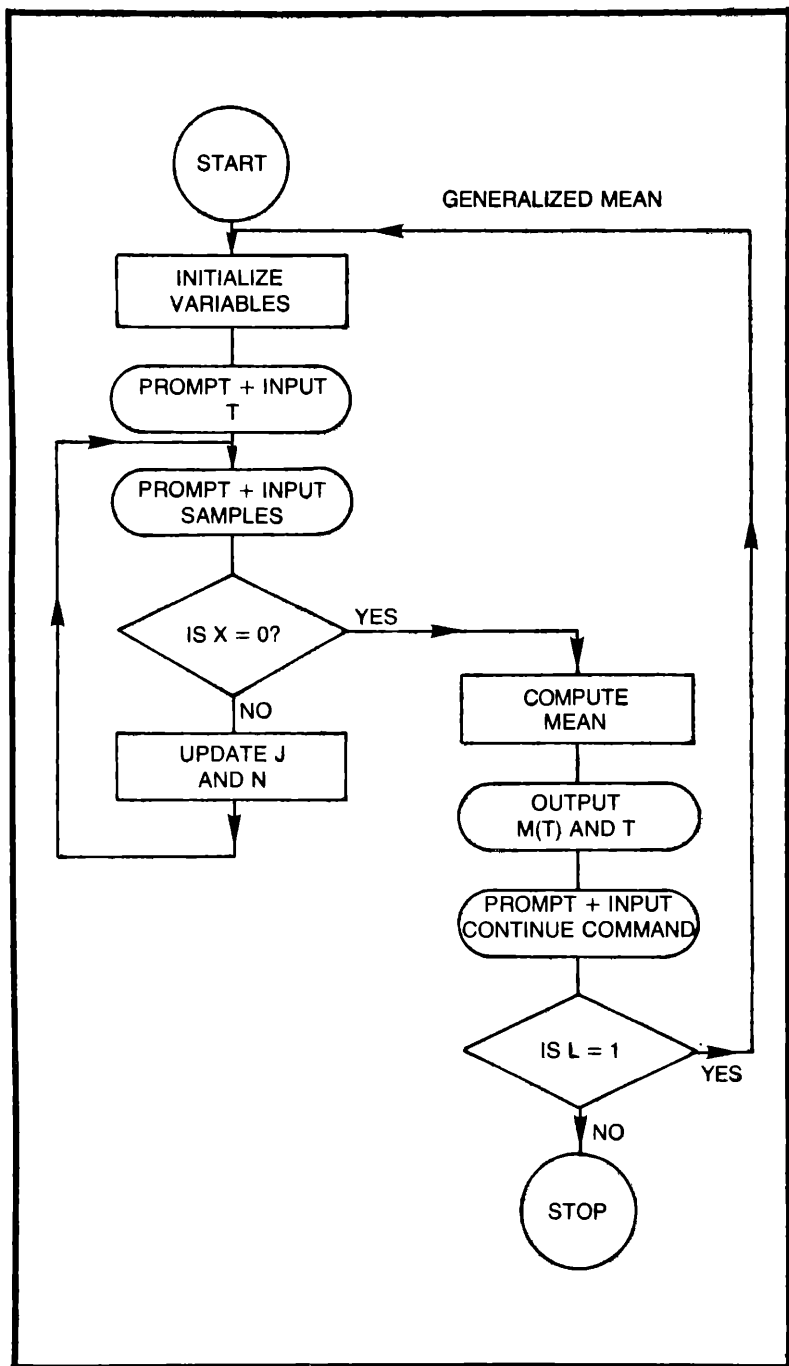 START
GENERALIZED MEAN
INITIALIZE
VARIABLES
PROMPT + INPUT
T
PROMPT + INPUT
SAMPLES
IS X = 0?
YES
NO
UPDATE J
AND N
COMPUTE
MEAN
OUTPUT
M(T) AND T
PROMPT + INPUT
CONTINUE COMMAND
IS L = 1
YES
NO
STOP